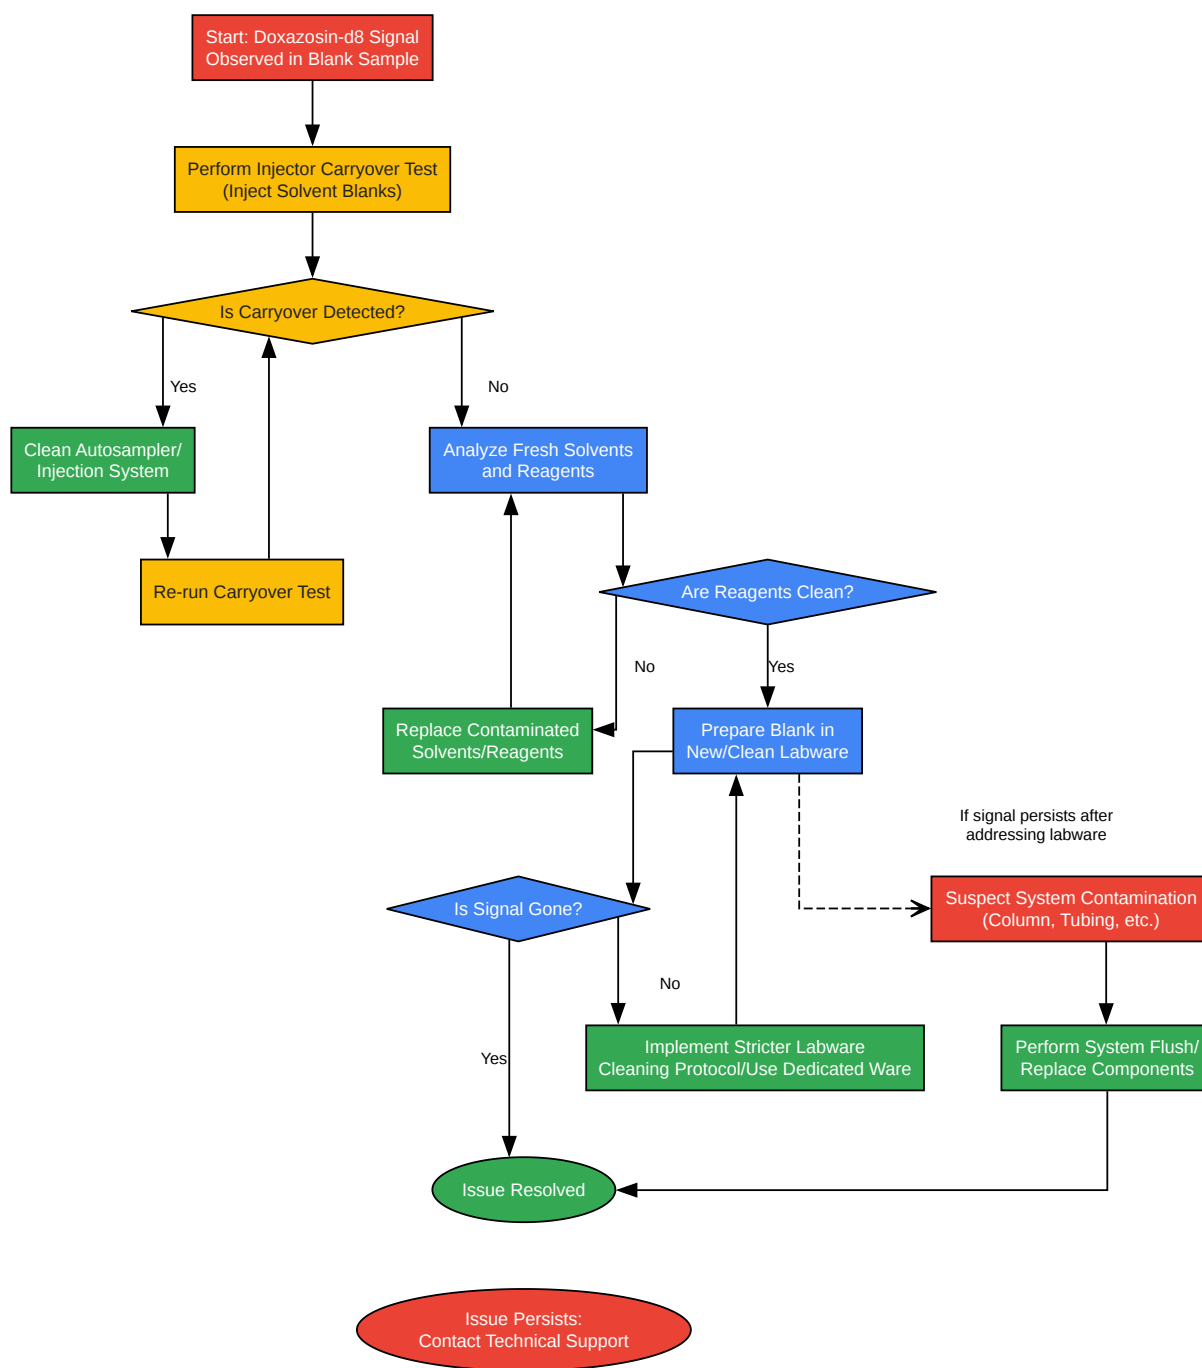 Start: Doxazosin-d8 Signal
Observed in Blank Sample
Perform Injector Carryover Test
(Inject Solvent Blanks)
Is Carryover Detected?
Yes
No
Clean Autosampler/
Injection System
Analyze Fresh Solvents
and Reagents
Re-run Carryover Test
Are Reagents Clean?
No
Yes
Replace Contaminated
Solvents/Reagents
Prepare Blank in
New/Clean Labware
If signal persists after
addressing labware
Is Signal Gone?
Suspect System Contamination
(Column, Tubing, etc.)
No
Implement Stricter Labware
Cleaning Protocol/Use Dedicated Ware
Perform System Flush/
Replace Components
Yes
Issue Resolved
Issue Persists:
Contact Technical Support